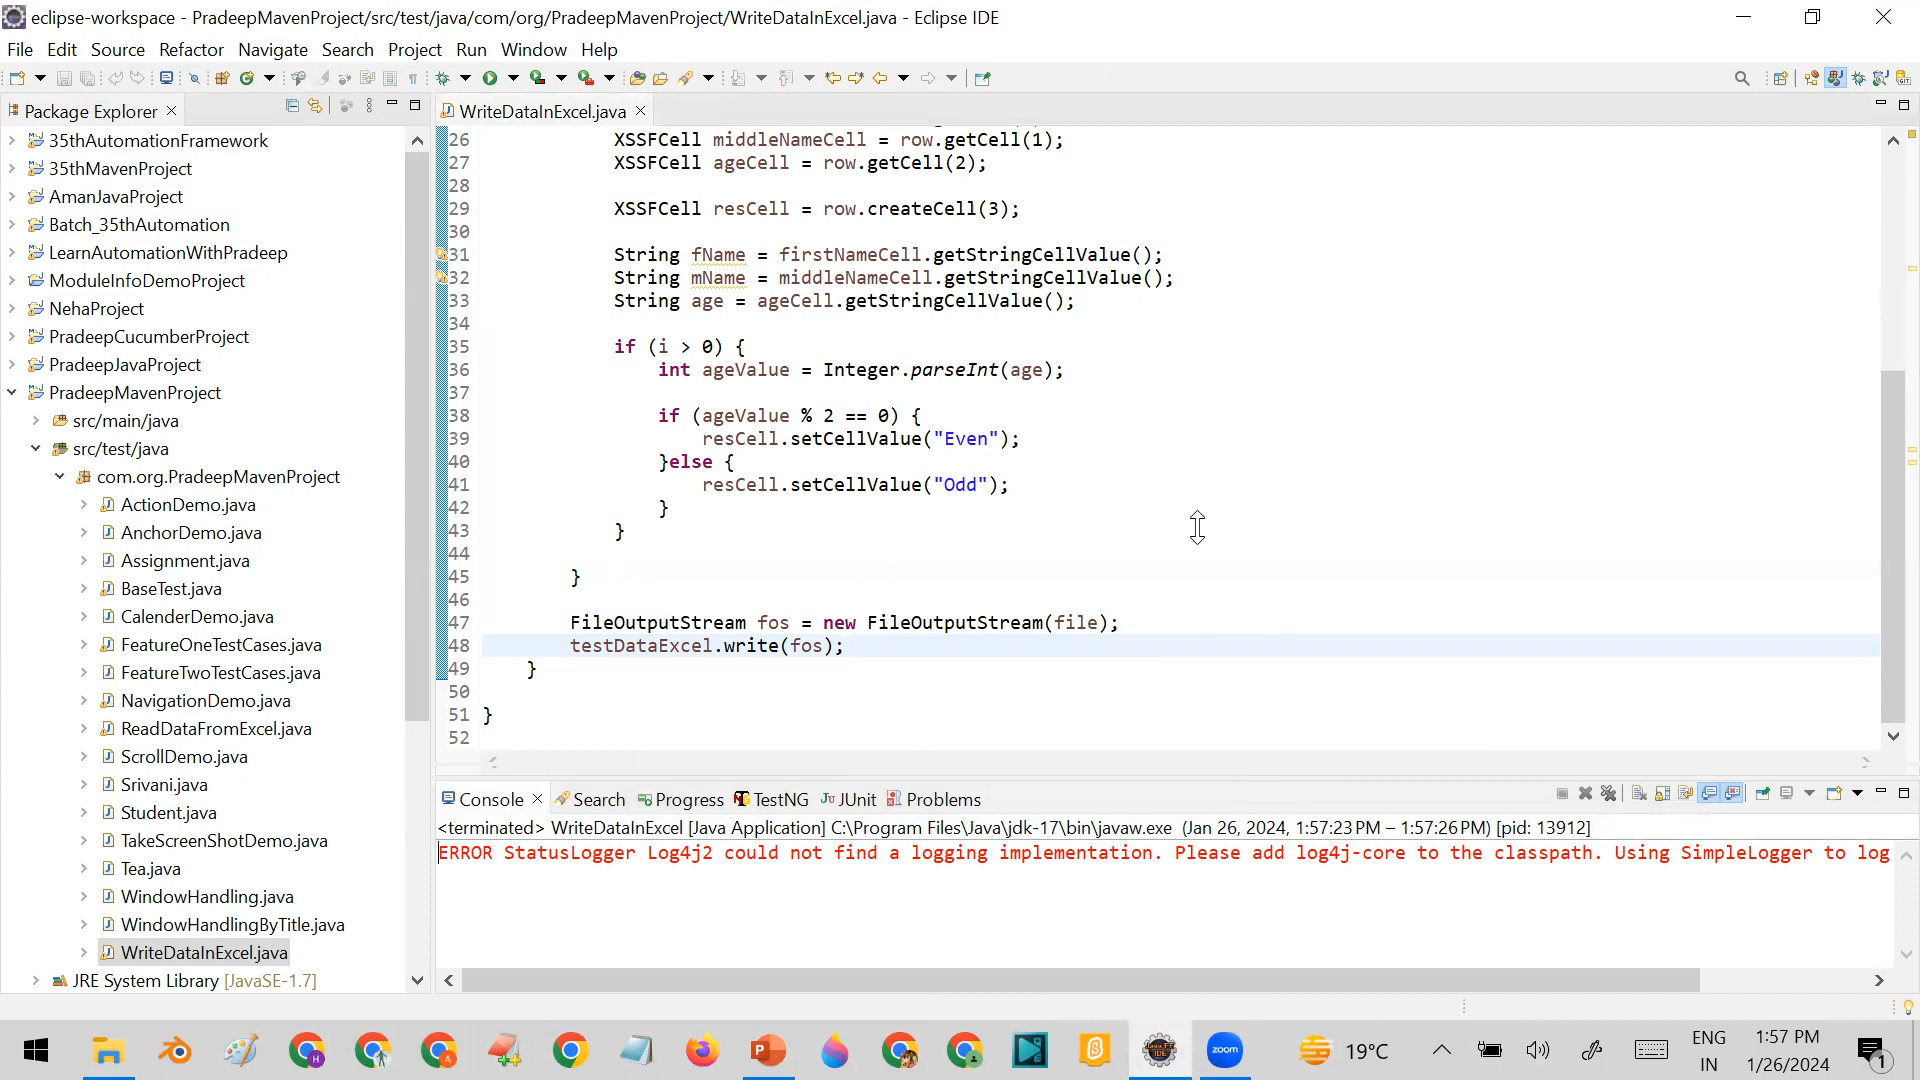 eclipse-workspace - PradeepMavenProject/src/test/java/com/org/PradeepMavenProject/WriteDataInExcel.java - Eclipse IDE
File Edit Source Refactor Navigate Search Project Run Window Help
Package Explorer
35thAutomationFramework
35thMavenProject
AmanJavaProject
Batch_35thAutomation
LearnAutomationWithPradeep
ModuleInfoDemoProject
NehaProject
PradeepCucumberProject
PradeepJavaProject
PradeepMavenProject
src/main/java
src/test/java
com.org.PradeepMavenProject
ActionDemo.java
AnchorDemo.java
Assignment.java
BaseTest.java
CalenderDemo.java
FeatureOneTestCases.java
FeatureTwoTestCases.java
NavigationDemo.java
ReadDataFromExcel.java
ScrollDemo.java
Srivani.java
Student.java
TakeScreenShotDemo.java
Tea.java
WindowHandling.java
WindowHandlingByTitle.java
WriteDataInExcel.java
JRE System Library [JavaSE-1.7]
WriteDataInExcel.java
26 XSSFCell middleNameCell = row.getCell(1);
27 XSSFCell ageCell = row.getCell(2);
28
29 XSSFCell resCell = row.createCell(3);
30
31 String fName = firstNameCell.getStringCellValue();
32 String mName = middleNameCell.getStringCellValue();
33 String age = ageCell.getStringCellValue();
34
35 if (i > 0) {
36 int ageValue = Integer.parseInt(age);
37
38 if (ageValue % 2 == 0) {
39 resCell.setCellValue("Even");
40 }else {
41 resCell.setCellValue("Odd");
42 }
43 }
44
45 }
46
47 FileOutputStream fos = new FileOutputStream(file);
48 testDataExcel.write(fos);
49 }
50
51 }
52
Console Search Progress TestNG JUnit Problems
<terminated> WriteDataInExcel [Java Application] C:\Program Files\Java\jdk-17\bin\javaw.exe (Jan 26, 2024, 1:57:23 PM – 1:57:26 PM) [pid: 13912]
ERROR StatusLogger Log4j2 could not find a logging implementation. Please add log4j-core to the classpath. Using SimpleLogger to log
zoom
19°C
ENG
IN
1:57 PM
1/26/2024
1